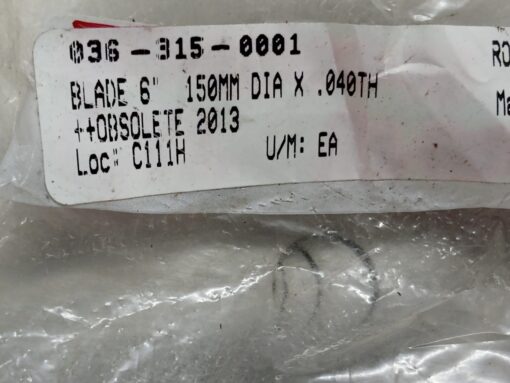 036-315-0001
BLADE 6" 150MM DIA X .040TH
++OBSOLETE 2013
Loc" C111H U/M: EA